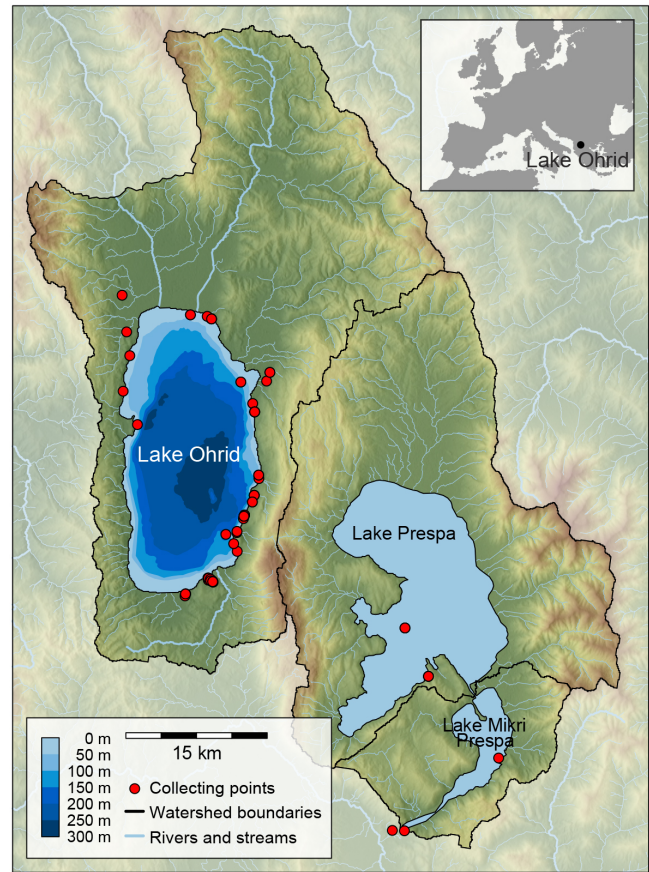 Lake Ohrid
Lake Ohrid
Lake Prespa
Lake Mikri
Prespa
0 m
50 m
100 m
150 m
200 m
250 m
300 m
15 km
Collecting points
Watershed boundaries
Rivers and streams